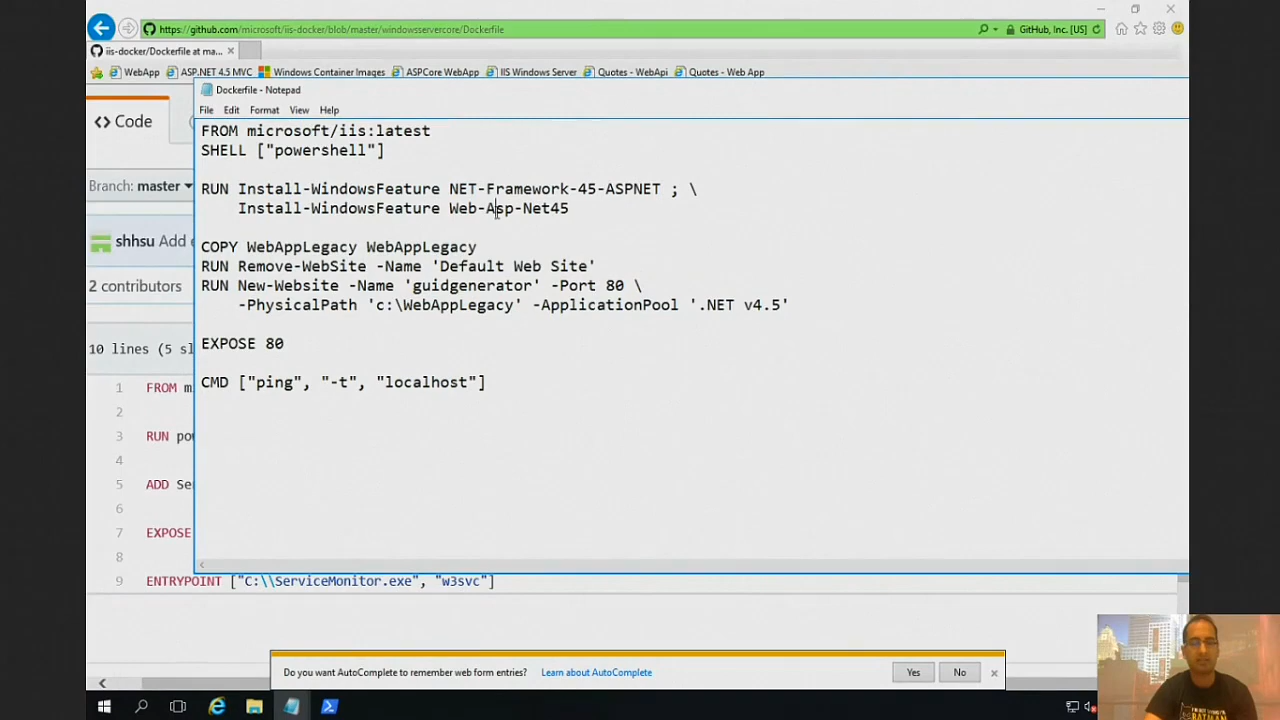 https://github.com/microsoft/iis-docker/blob/master/windowsservercore/Dockerfile
GitHub, Inc. [US]
iis-docker/Dockerfile at ma...
WebApp
ASP.NET 4.5 MVC
Windows Container Images
ASPCore WebApp
IIS Windows Server
Quotes - WebApi
Quotes - Web App
Dockerfile - Notepad
File Edit Format View Help
FROM microsoft/iis:latest
SHELL ["powershell"]
RUN Install-WindowsFeature NET-Framework-45-ASPNET ; \
Install-WindowsFeature Web-Asp-Net45
COPY WebAppLegacy WebAppLegacy
RUN Remove-WebSite -Name 'Default Web Site'
RUN New-Website -Name 'guidgenerator' -Port 80 \
-PhysicalPath 'c:\WebAppLegacy' -ApplicationPool '.NET v4.5'
EXPOSE 80
CMD ["ping", "-t", "localhost"]
<> Code
Branch: master
shhsu Add
2 contributors
10 lines (5 sl
1 FROM m
2
3 RUN pow
4
5 ADD Se
6
7 EXPOSE
8
9 ENTRYPOINT ["C:\\ServiceMonitor.exe", "w3svc"]
Do you want AutoComplete to remember web form entries? Learn about AutoComplete Yes No
BATMAN